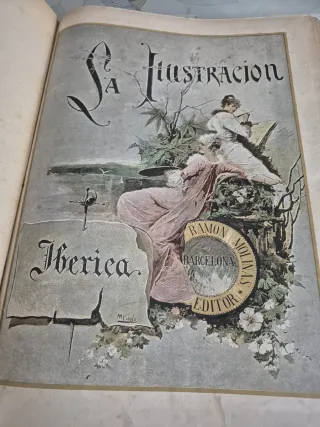 La Ilustracion
Iberica.
RAMON MOLINAS
BARCELONA
EDITOR